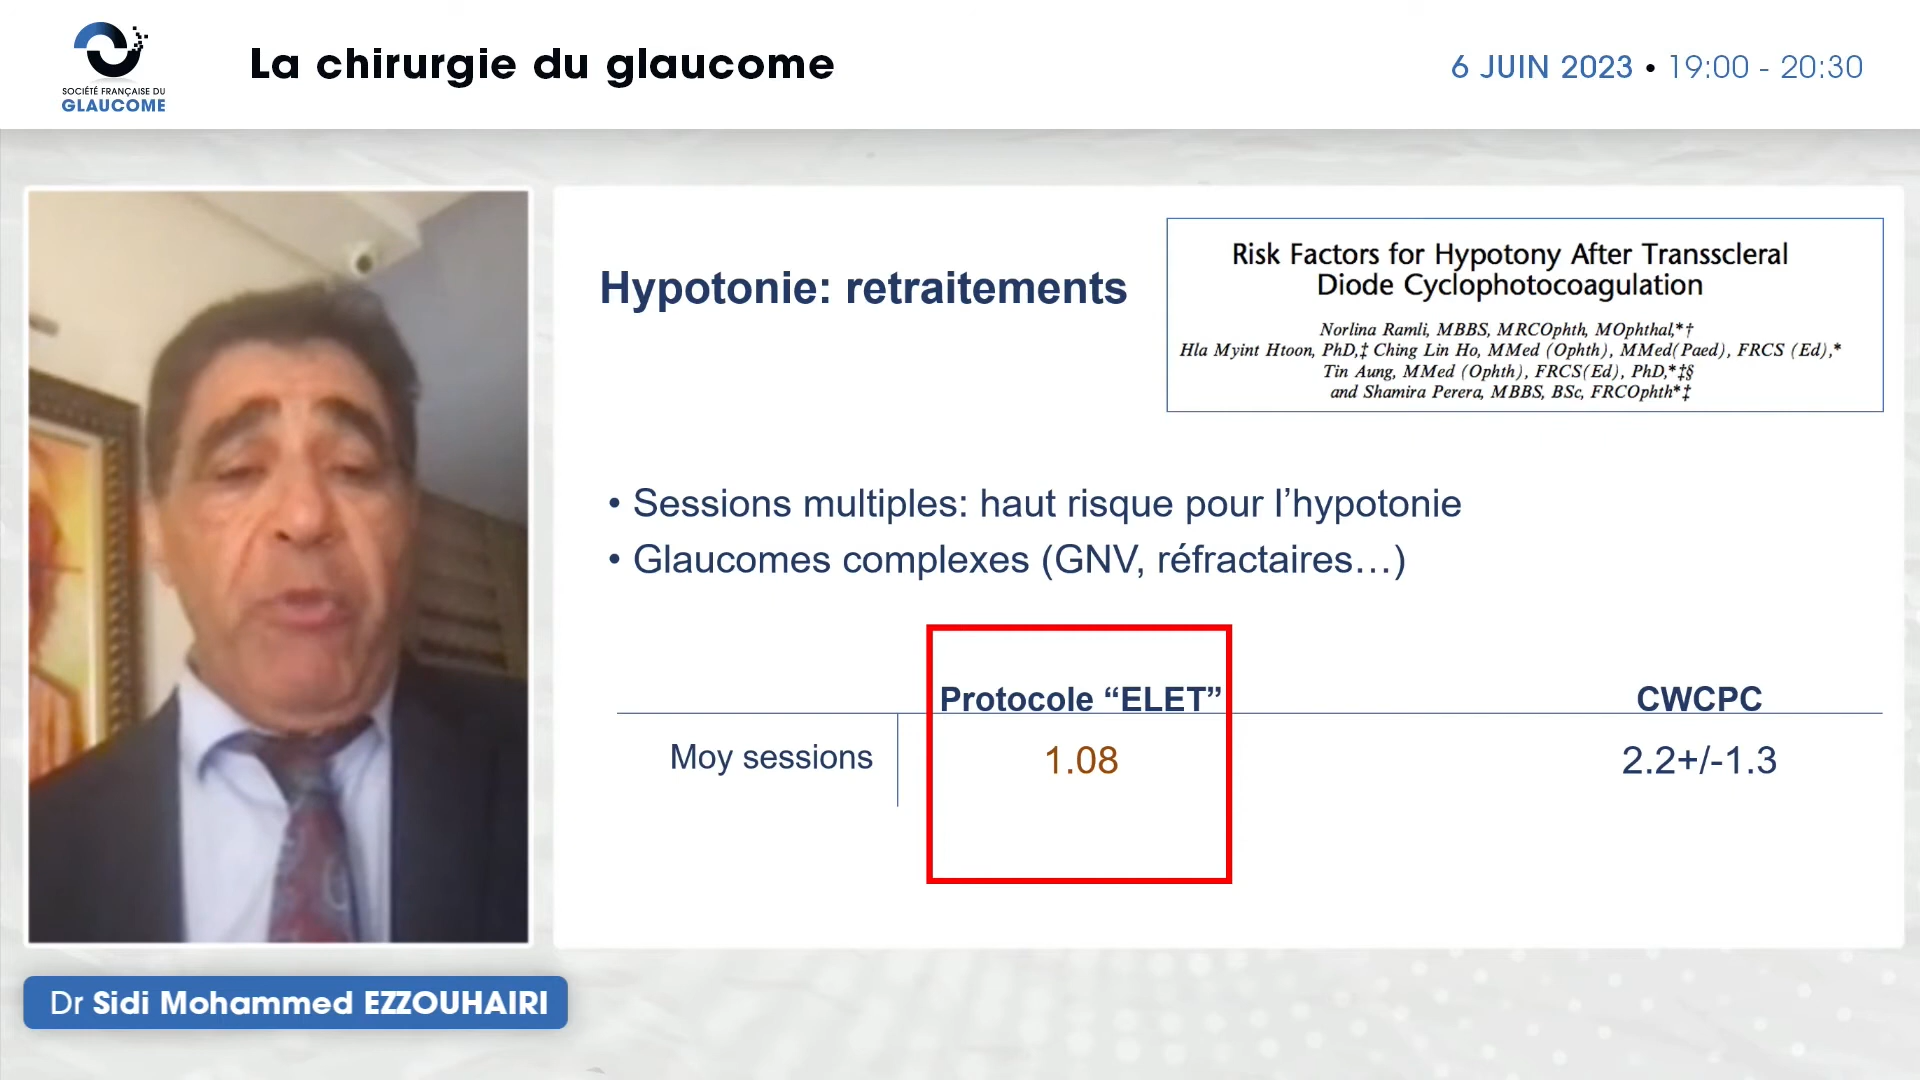 SOCIÉTÉ FRANÇAISE DU
GLAUCOME
La chirurgie du glaucome
6 JUIN 2023 • 19:00 - 20:30
Hypotonie: retraitements
Risk Factors for Hypotony After Transscleral
Diode Cyclophotocoagulation
Norlina Ramli, MBBS, MRCOphth, MOphthal,*†
Hla Myint Htoon, PhD,‡ Ching Lin Ho, MMed (Ophth), MMed(Paed), FRCS (Ed),*
Tin Aung, MMed (Ophth), FRCS(Ed), PhD,*‡§
and Shamira Perera, MBBS, BSc, FRCOphth*‡
• Sessions multiples: haut risque pour l’hypotonie
• Glaucomes complexes (GNV, réfractaires…)
Protocole “ELET” CWCPC
Moy sessions 1.08 2.2+/-1.3
Dr Sidi Mohammed EZZOUHAIRI